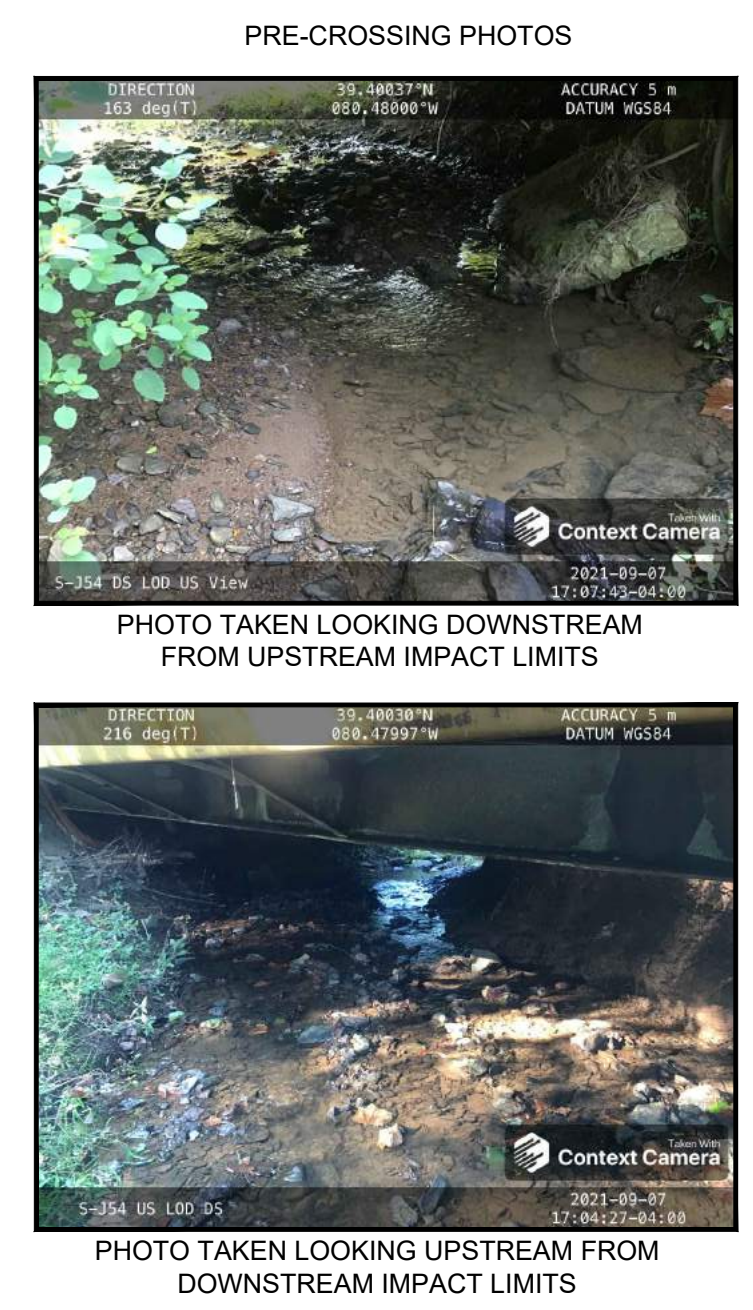 PRE-CROSSING PHOTOS
DIRECTION
163 deg(T)
39.40037°N
080.48000°W
ACCURACY 5 m
DATUM WGS84
Taken With
Context Camera
S-J54 DS LOD US View
2021-09-07
17:07:43-04:00
PHOTO TAKEN LOOKING DOWNSTREAM
FROM UPSTREAM IMPACT LIMITS
DIRECTION
216 deg(T)
39.40030°N
080.47997°W
ACCURACY 5 m
DATUM WGS84
Taken With
Context Camera
S-J54 US LOD DS
2021-09-07
17:04:27-04:00
PHOTO TAKEN LOOKING UPSTREAM FROM
DOWNSTREAM IMPACT LIMITS